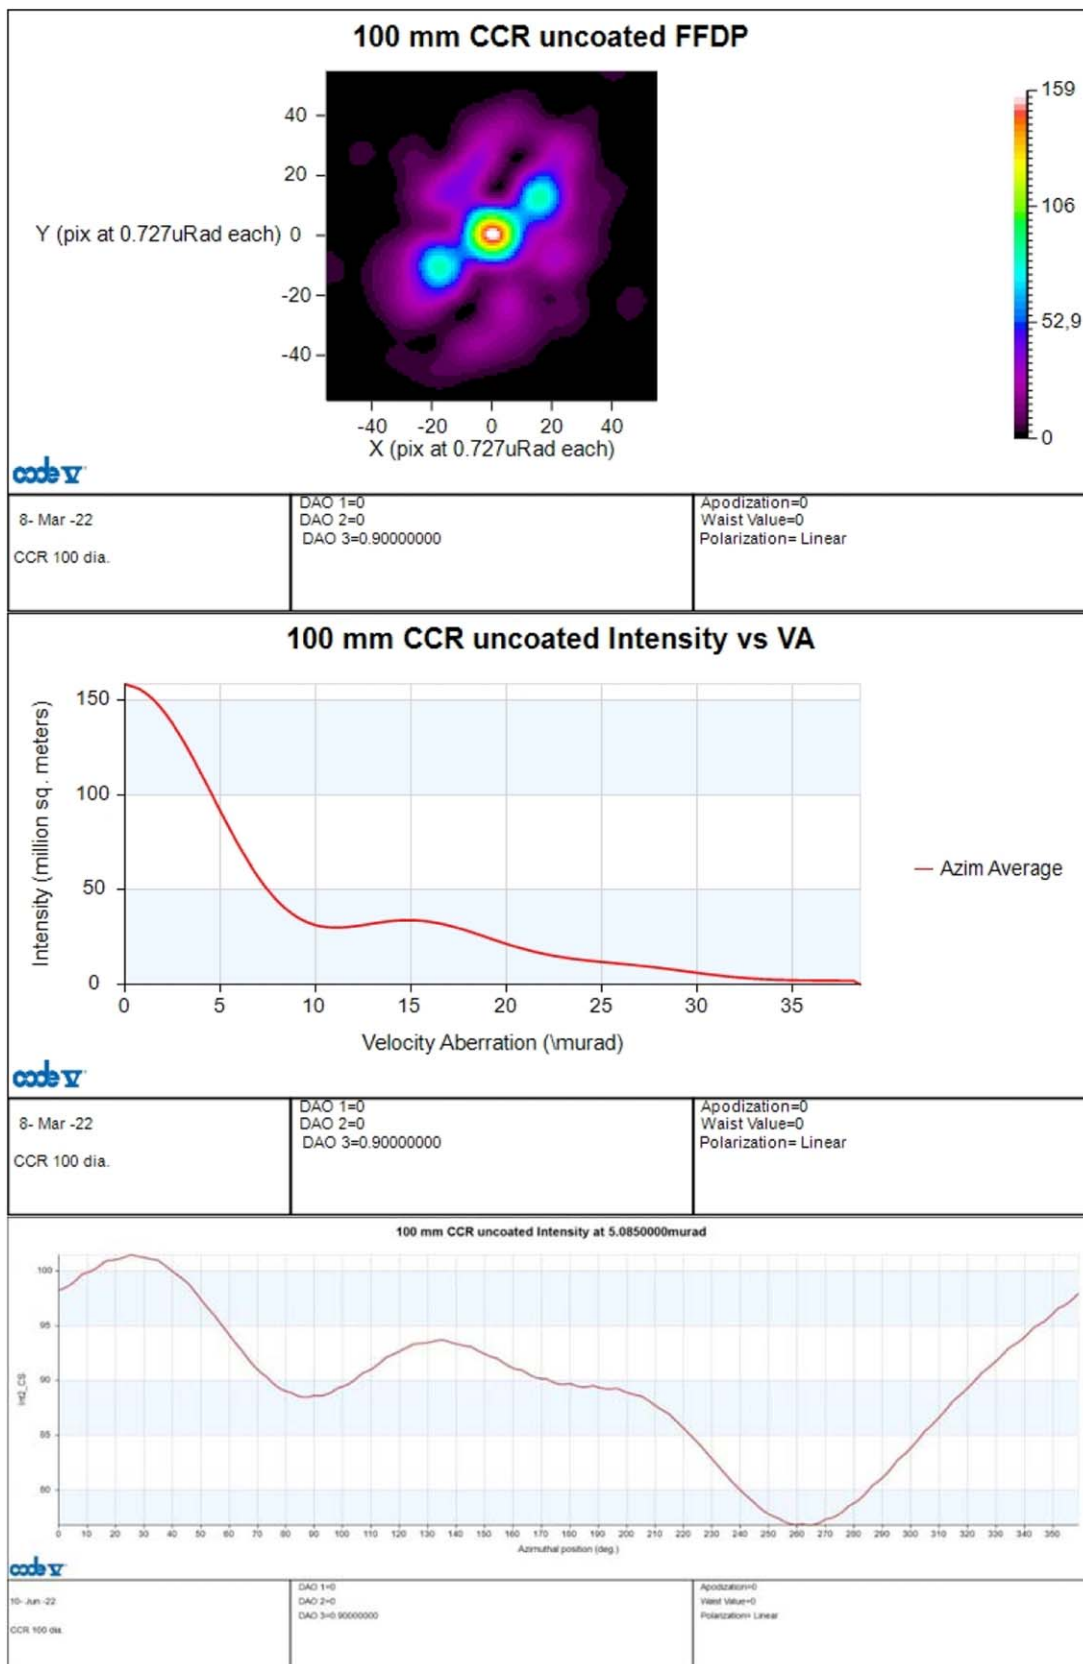 100 mm CCR uncoated FFDP
159
106
52,9
0
40
20
Y (pix at 0.727uRad each) 0
-20
-40
-40 -20 0 20 40
X (pix at 0.727uRad each)
code V
8- Mar -22
CCR 100 dia.
DAO 1=0
DAO 2=0
DAO 3=0.90000000
Apodization=0
Waist Value=0
Polarization= Linear
100 mm CCR uncoated Intensity vs VA
Intensity (million sq. meters)
150
100
50
0
0 5 10 15 20 25 30 35
Velocity Aberration (\murad)
Azim Average
code V
8- Mar -22
CCR 100 dia.
DAO 1=0
DAO 2=0
DAO 3=0.90000000
Apodization=0
Waist Value=0
Polarization= Linear
100 mm CCR uncoated Intensity at 5.0850000murad
int2_CS
100
95
90
85
80
0 10 20 30 40 50 60 70 80 90 100 110 120 130 140 150 160 170 180 190 200 210 220 230 240 250 260 270 280 290 300 310 320 330 340 350
Azimuthal position (deg.)
code V
10- Jun -22
CCR 100 dia.
DAO 1=0
DAO 2=0
DAO 3=0.90000000
Apodization=0
Waist Value=0
Polarization= Linear